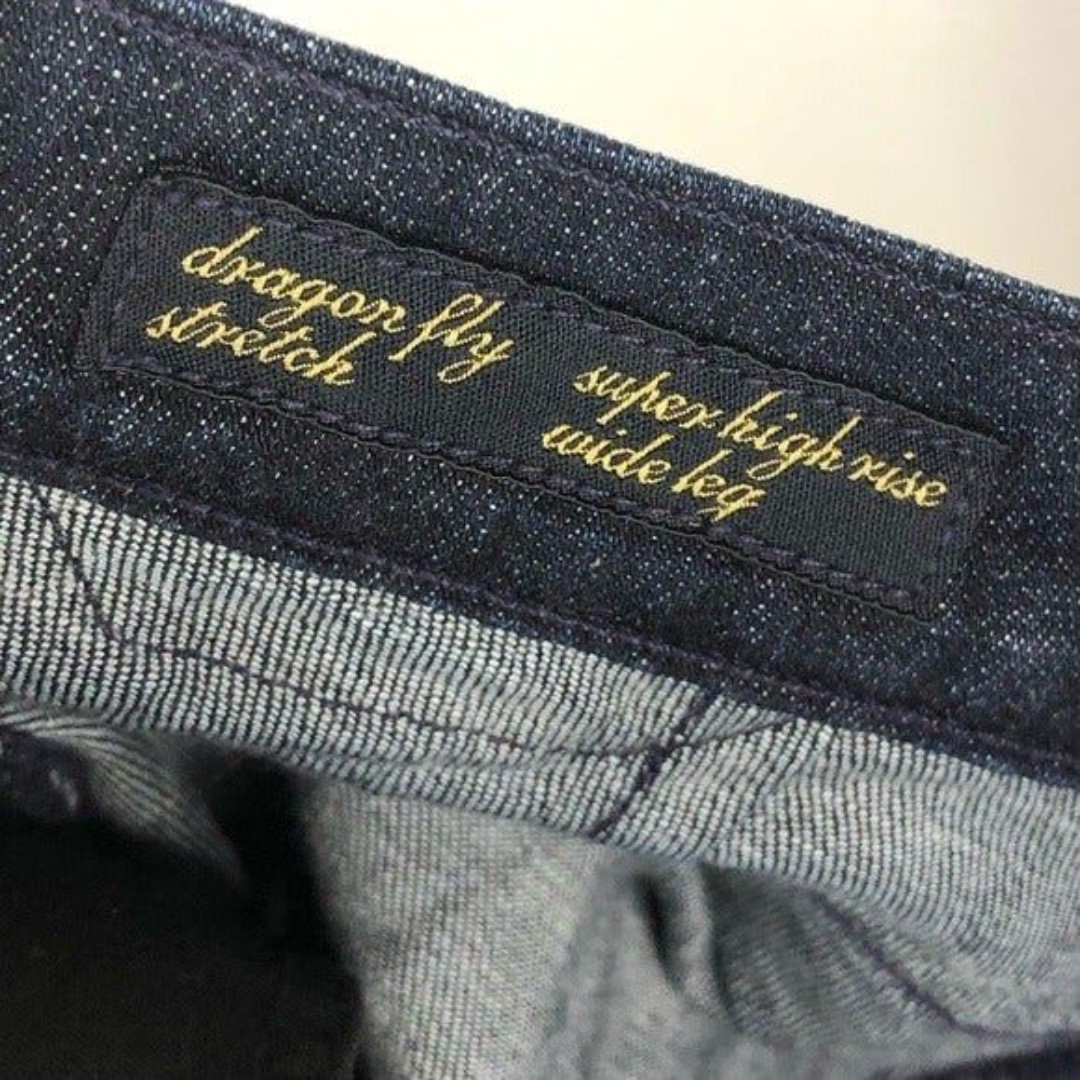 dragon fly
stretch
super high rise
wide leg